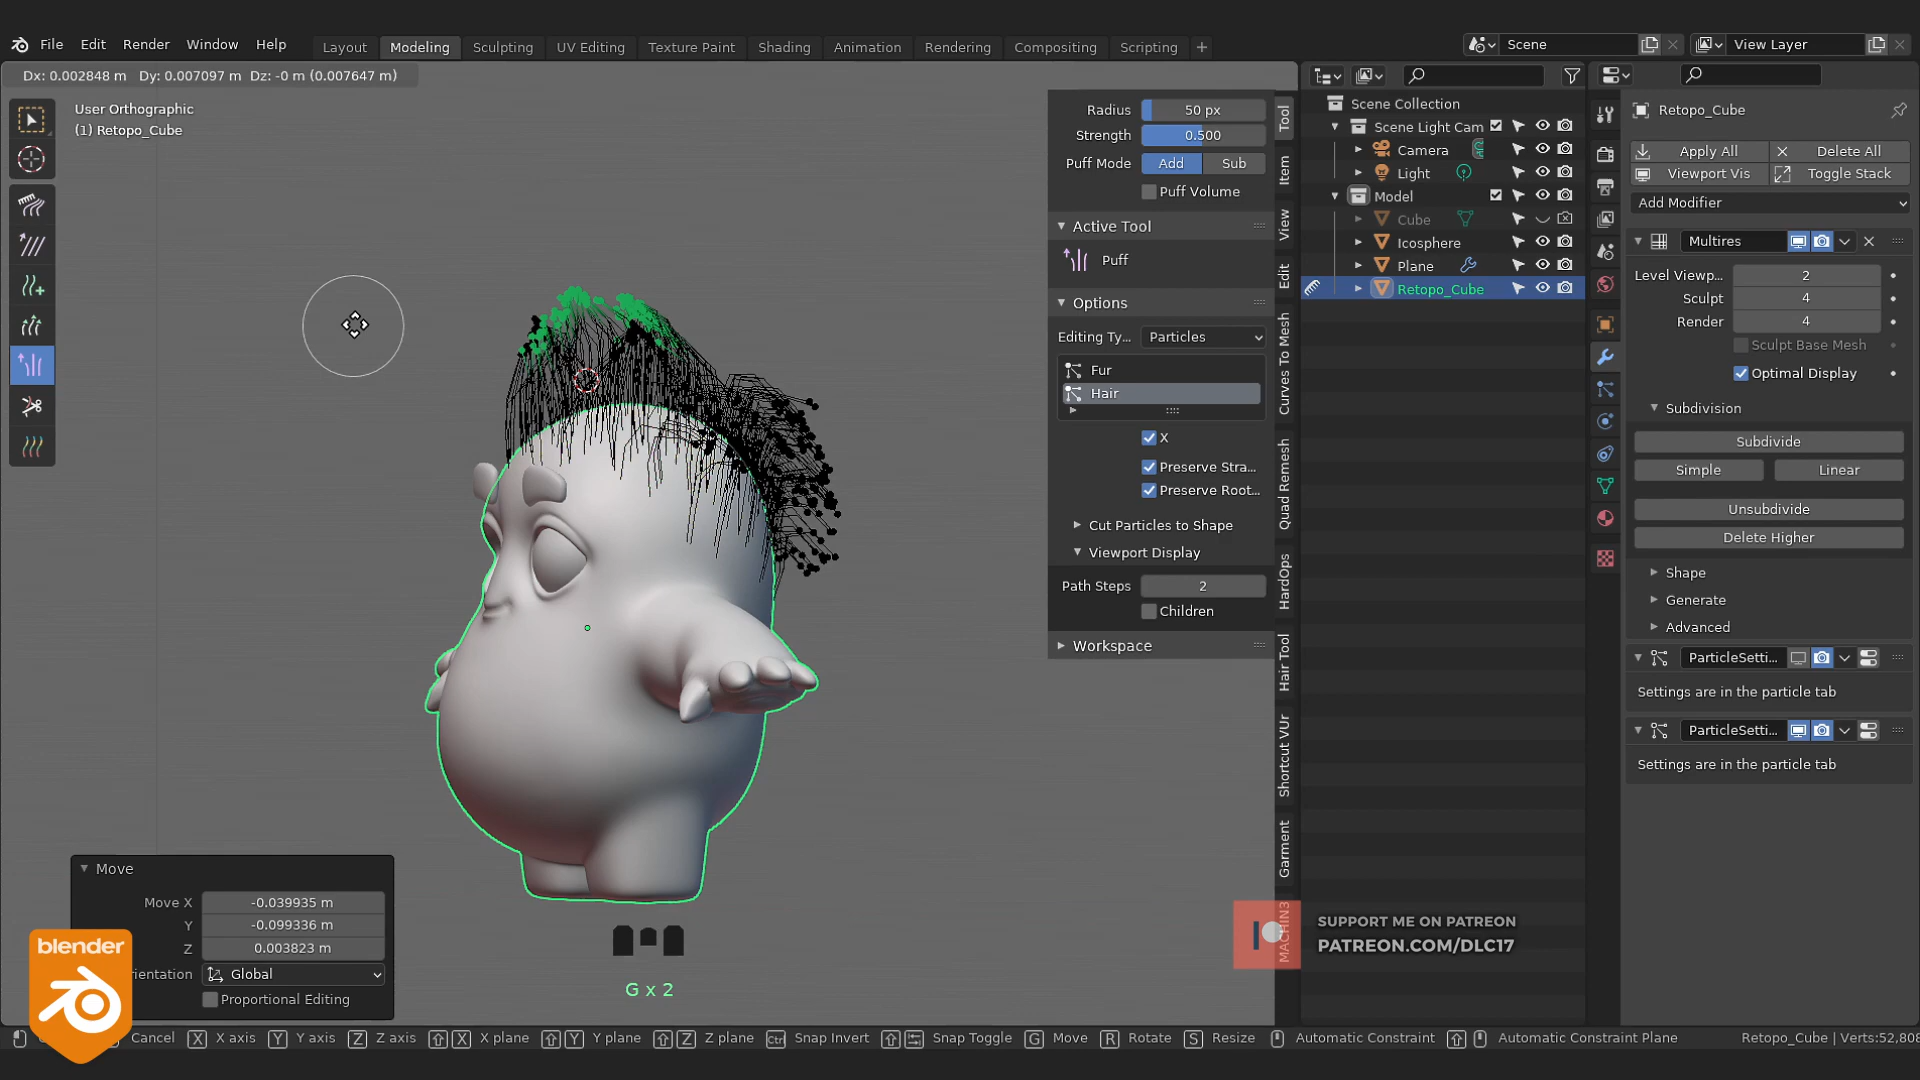 File Edit Render Window Help
Layout Modeling Sculpting UV Editing Texture Paint Shading Animation Rendering Compositing Scripting +
Scene
View Layer
Dx: 0.002848 m Dy: 0.007097 m Dz: -0 m (0.007647 m)
User Orthographic
(1) Retopo_Cube
Radius 50 px
Strength 0.500
Puff Mode Add Sub
Puff Volume
Active Tool
Puff
Options
Editing Ty... Particles
Fur
Hair
X
Preserve Stra...
Preserve Root...
Cut Particles to Shape
Viewport Display
Path Steps 2
Children
Workspace
Tool
Item
View
Edit
Curves To Mesh
Quad Remesh
HardOps
Hair Tool
Shortcut VUr
Garment
MACHIN3
Scene Collection
Scene Light Cam
Camera
Light
Model
Cube
Icosphere
Plane
Retopo_Cube
Retopo_Cube
Apply All Delete All
Viewport Vis Toggle Stack
Add Modifier
Multires
Level Viewp... 2
Sculpt 4
Render 4
Sculpt Base Mesh
Optimal Display
Subdivision
Subdivide
Simple Linear
Unsubdivide
Delete Higher
Shape
Generate
Advanced
ParticleSetti...
Settings are in the particle tab
ParticleSetti...
Settings are in the particle tab
Move
Move X -0.039935 m
Y -0.099336 m
Z 0.003823 m
rientation Global
Proportional Editing
blender
G x 2
SUPPORT ME ON PATREON
PATREON.COM/DLC17
Cancel X X axis Y Y axis Z Z axis X X plane Y Y plane Z Z plane Ctrl Snap Invert Snap Toggle G Move R Rotate S Resize Automatic Constraint Automatic Constraint Plane Retopo_Cube | Verts:52,808